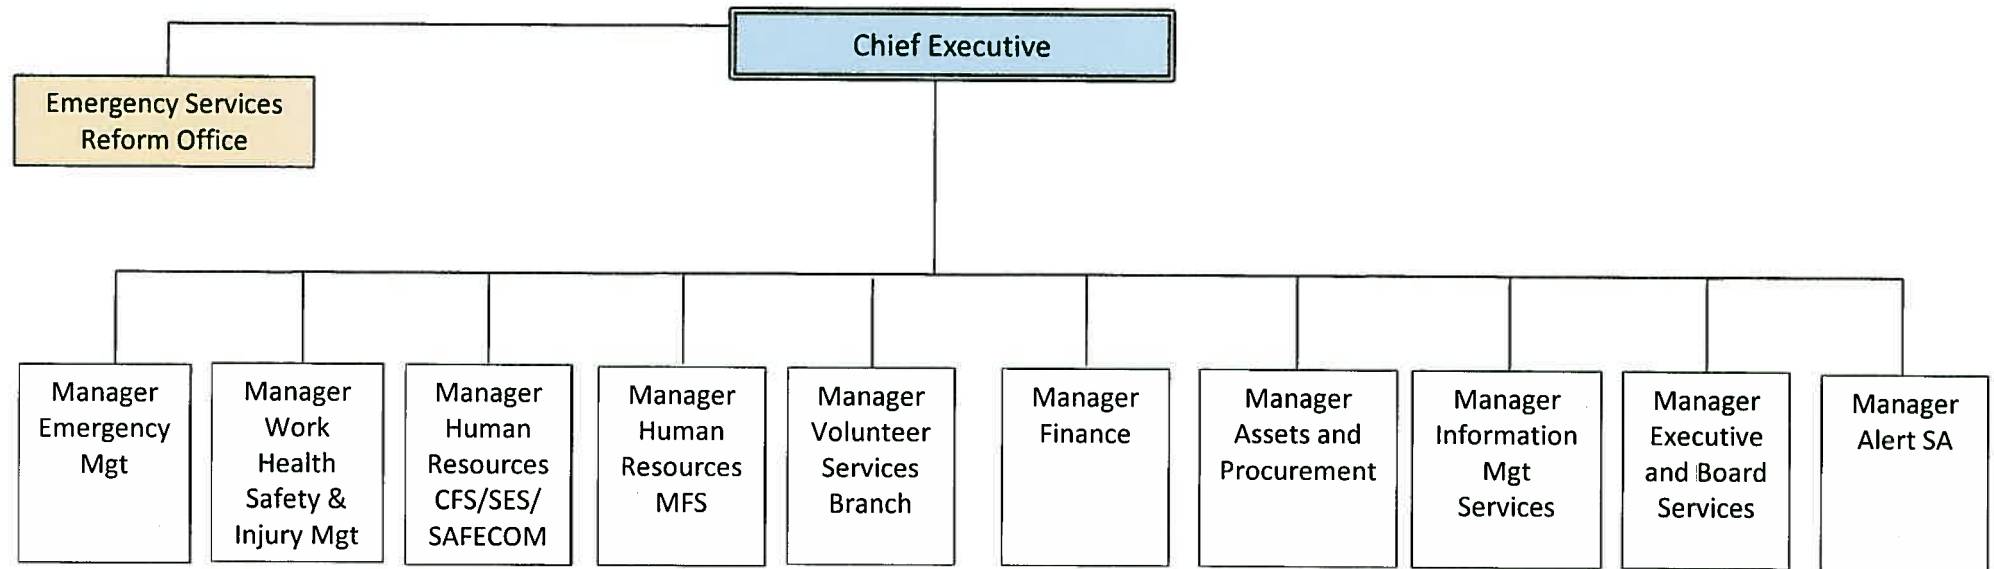 Chief Executive
Emergency Services
Reform Office
Manager
Emergency
Mgt
Manager
Work
Health
Safety &
Injury Mgt
Manager
Human
Resources
CFS/SES/
SAFECOM
Manager
Human
Resources
MFS
Manager
Volunteer
Services
Branch
Manager
Finance
Manager
Assets and
Procurement
Manager
Information
Mgt
Services
Manager
Executive
and Board
Services
Manager
Alert SA